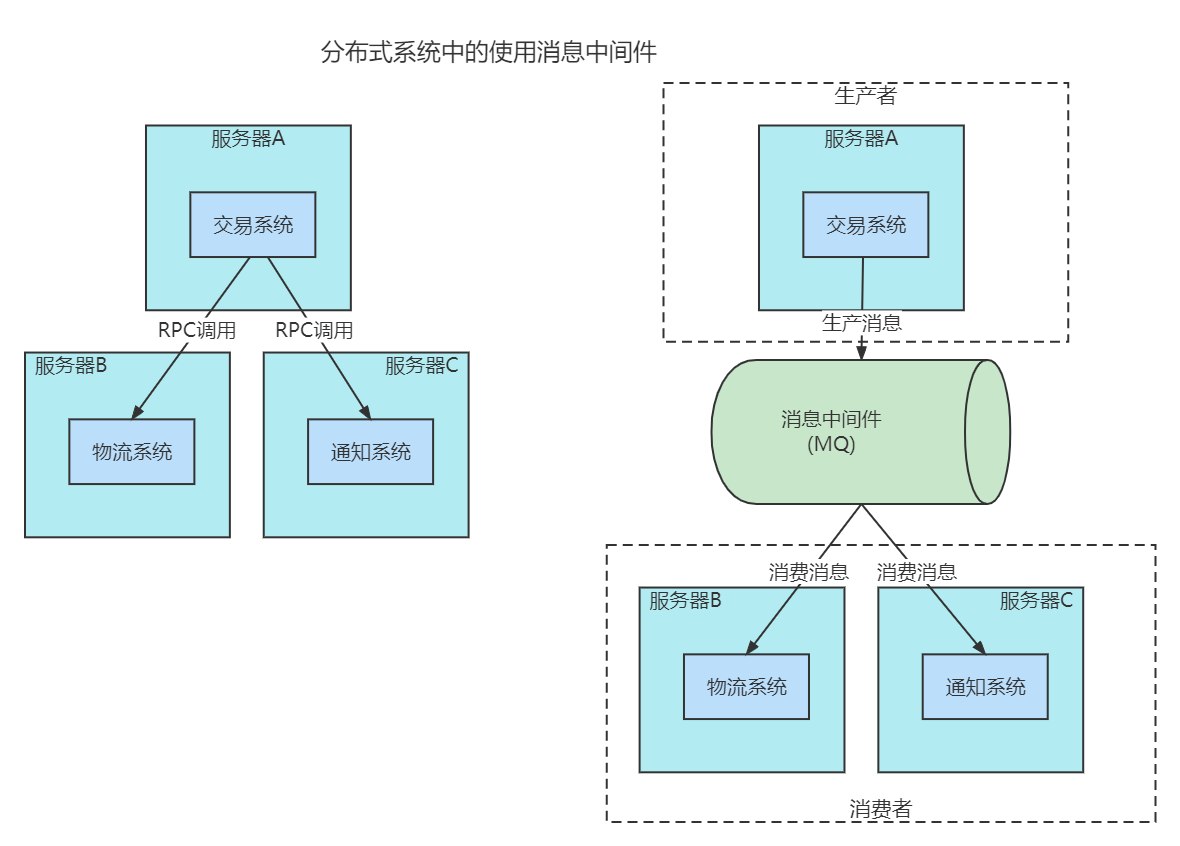 分布式系统中的使用消息中间件
服务器A
交易系统
RPC调用
RPC调用
服务器B
物流系统
服务器C
通知系统
生产者
服务器A
交易系统
生产消息
消息中间件
(MQ)
消费消息
消费消息
服务器B
物流系统
服务器C
通知系统
消费者